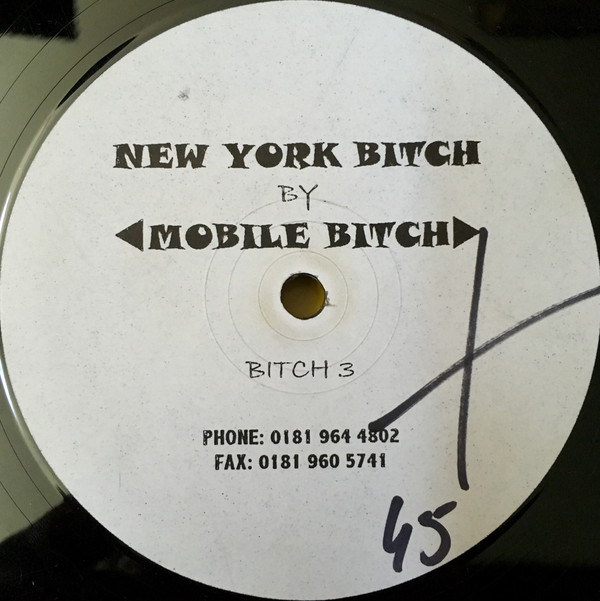 NEW YORK BITCH
BY
MOBILE BITCH
BITCH 3
PHONE: 0181 964 4802
FAX: 0181 960 5741
45